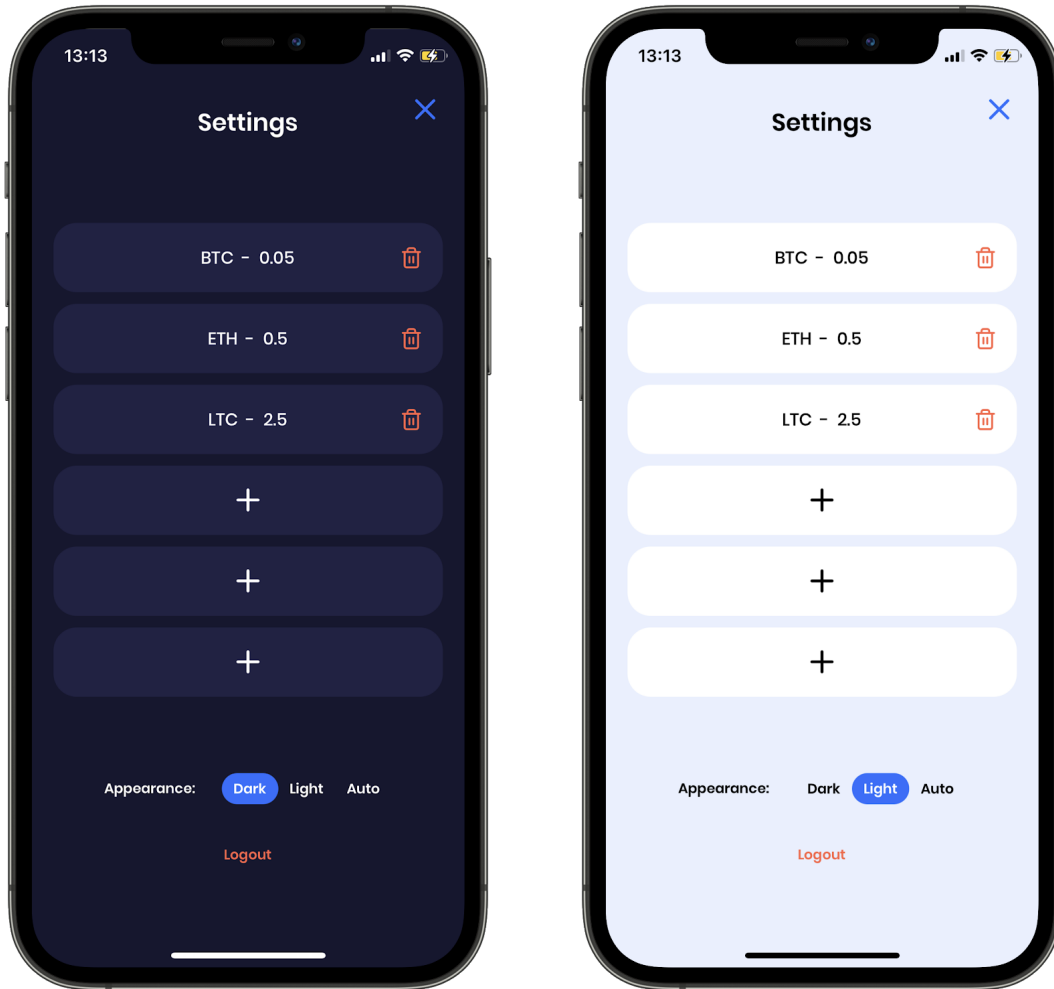 13:13
Settings
BTC - 0.05
ETH - 0.5
LTC - 2.5
+
+
+
Appearance: Dark Light Auto
Logout
13:13
Settings
BTC - 0.05
ETH - 0.5
LTC - 2.5
+
+
+
Appearance: Dark Light Auto
Logout